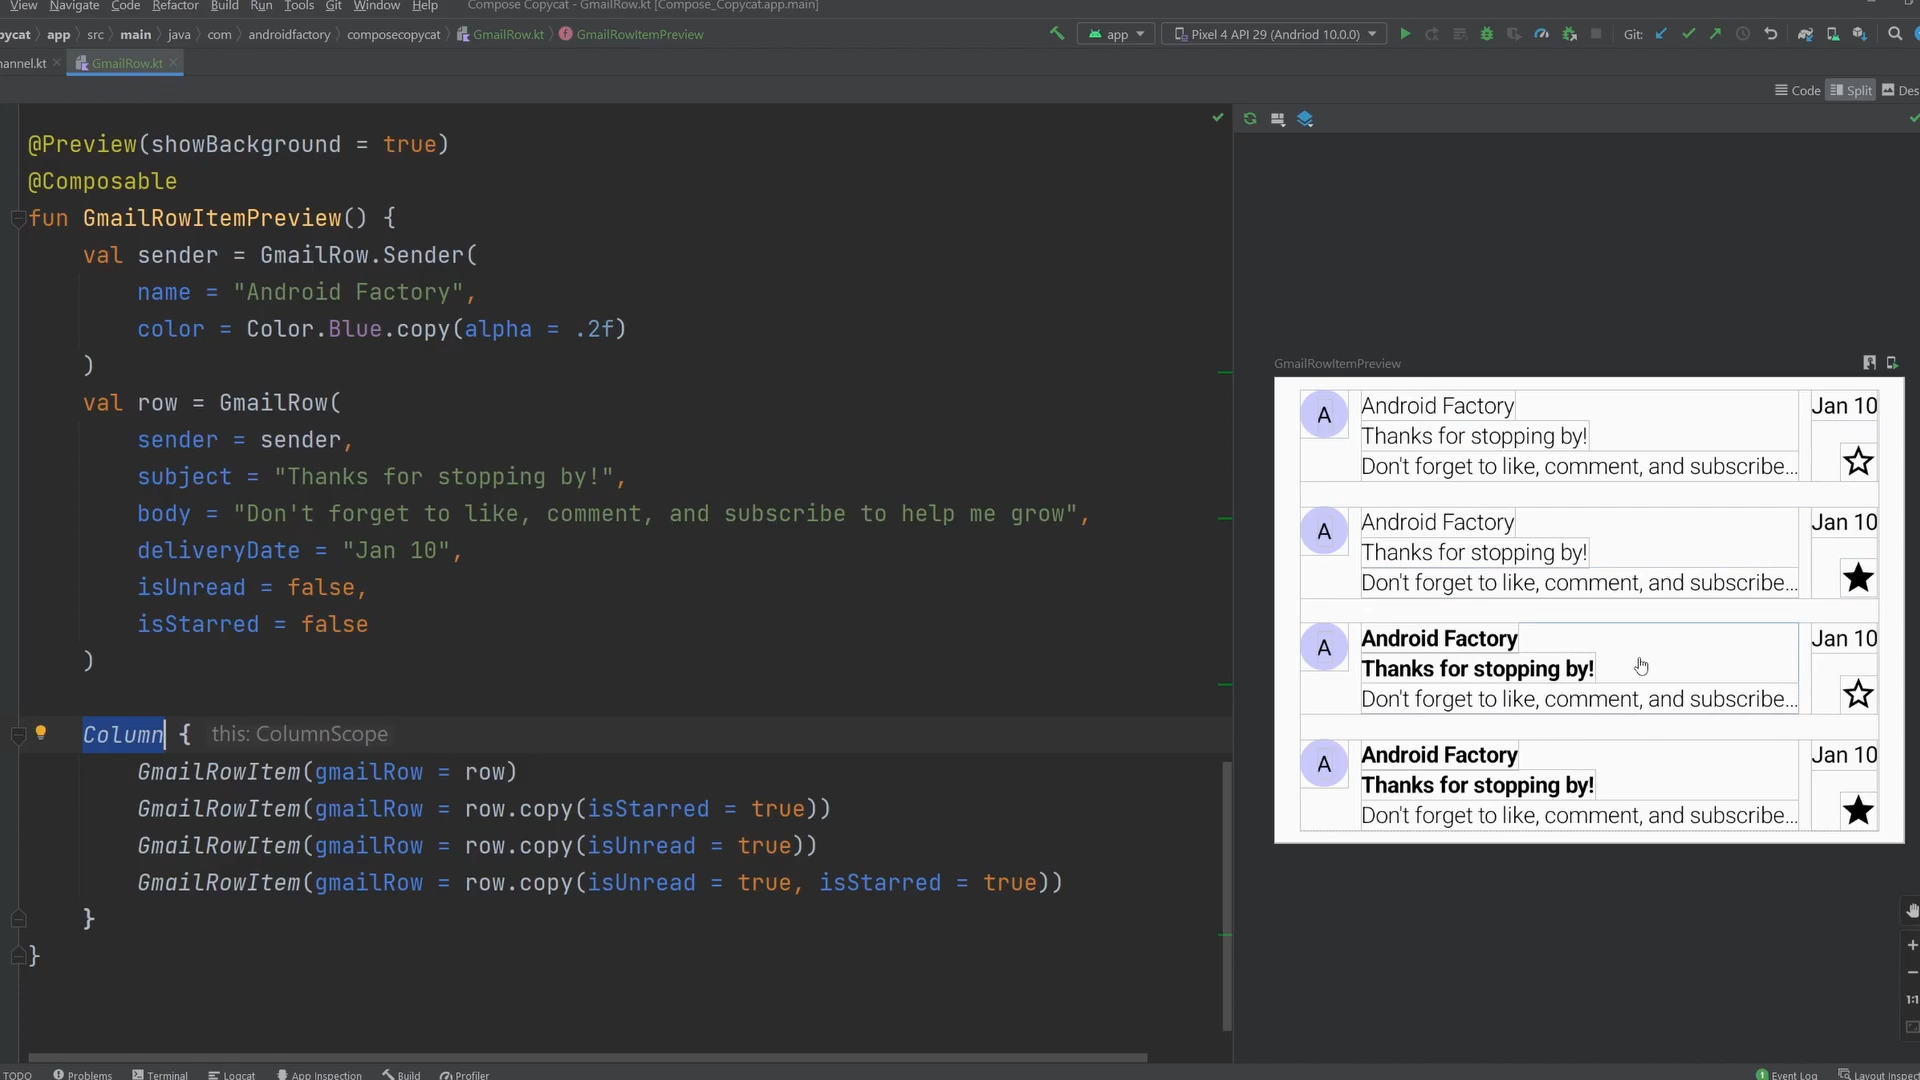 View Navigate Code Refactor Build Run Tools Git Window Help Compose Copycat - GmailRow.kt [Compose_Copycat.app.main]
pycat app src main java com androidfactory composecopycat GmailRow.kt GmailRowItemPreview app Pixel 4 API 29 (Andriod 10.0.0) Git:
hannel.kt GmailRow.kt
Code Split Des
@Preview(showBackground = true)
@Composable
fun GmailRowItemPreview() {
val sender = GmailRow.Sender(
name = "Android Factory",
color = Color.Blue.copy(alpha = .2f)
)
val row = GmailRow(
sender = sender,
subject = "Thanks for stopping by!",
body = "Don't forget to like, comment, and subscribe to help me grow",
deliveryDate = "Jan 10",
isUnread = false,
isStarred = false
)
Column { this: ColumnScope
GmailRowItem(gmailRow = row)
GmailRowItem(gmailRow = row.copy(isStarred = true))
GmailRowItem(gmailRow = row.copy(isUnread = true))
GmailRowItem(gmailRow = row.copy(isUnread = true, isStarred = true))
}
}
GmailRowItemPreview
A Android Factory Jan 10
Thanks for stopping by!
Don't forget to like, comment, and subscribe...
A Android Factory Jan 10
Thanks for stopping by!
Don't forget to like, comment, and subscribe...
A Android Factory Jan 10
Thanks for stopping by!
Don't forget to like, comment, and subscribe...
A Android Factory Jan 10
Thanks for stopping by!
Don't forget to like, comment, and subscribe...
1:1
TODO Problems Terminal Logcat App Inspection Build Profiler 1 Event Log Layout Inspect